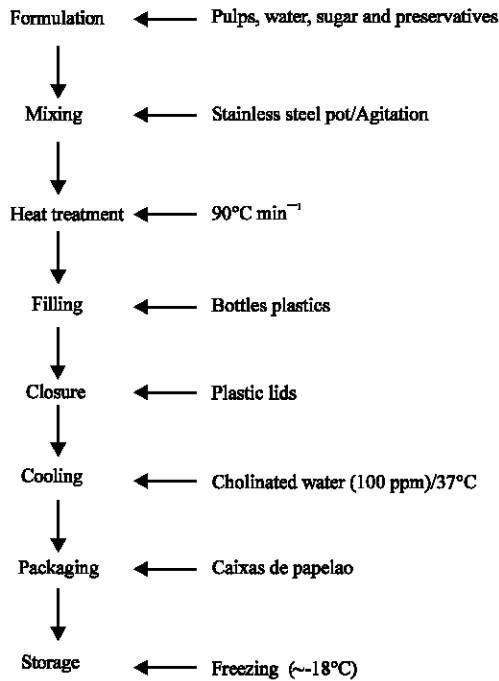 Formulation Pulps, water, sugar and preservatives
Mixing Stainless steel pot/Agitation
Heat treatment 90°C min⁻¹
Filling Bottles plastics
Closure Plastic lids
Cooling Cholinated water (100 ppm)/37°C
Packaging Caixas de papelao
Storage Freezing (~-18°C)